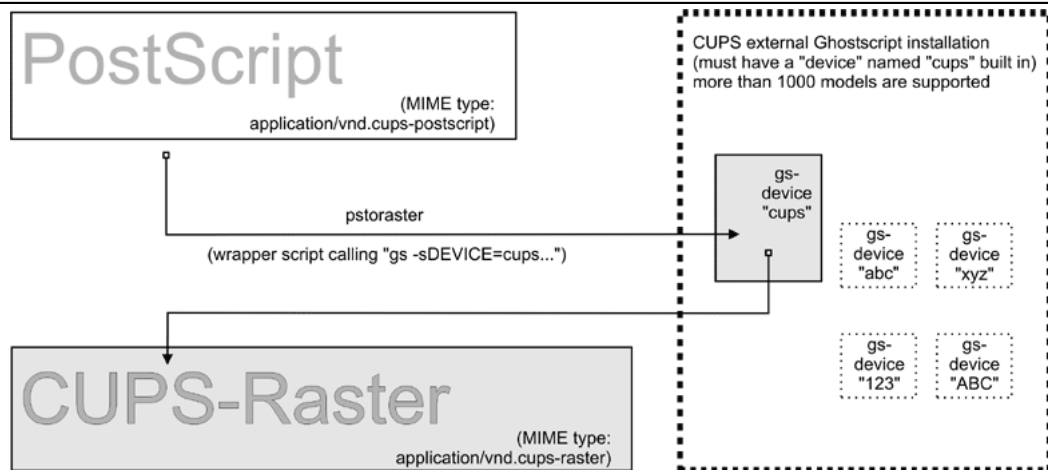 PostScript
(MIME type:
application/vnd.cups-postscript)
CUPS external Ghostscript installation
(must have a "device" named "cups" built in)
more than 1000 models are supported
gs-
device
"cups"
pstoraster
(wrapper script calling "gs -sDEVICE=cups...")
gs-
device
"abc"
gs-
device
"xyz"
gs-
device
"123"
gs-
device
"ABC"
CUPS-Raster
(MIME type:
application/vnd.cups-raster)